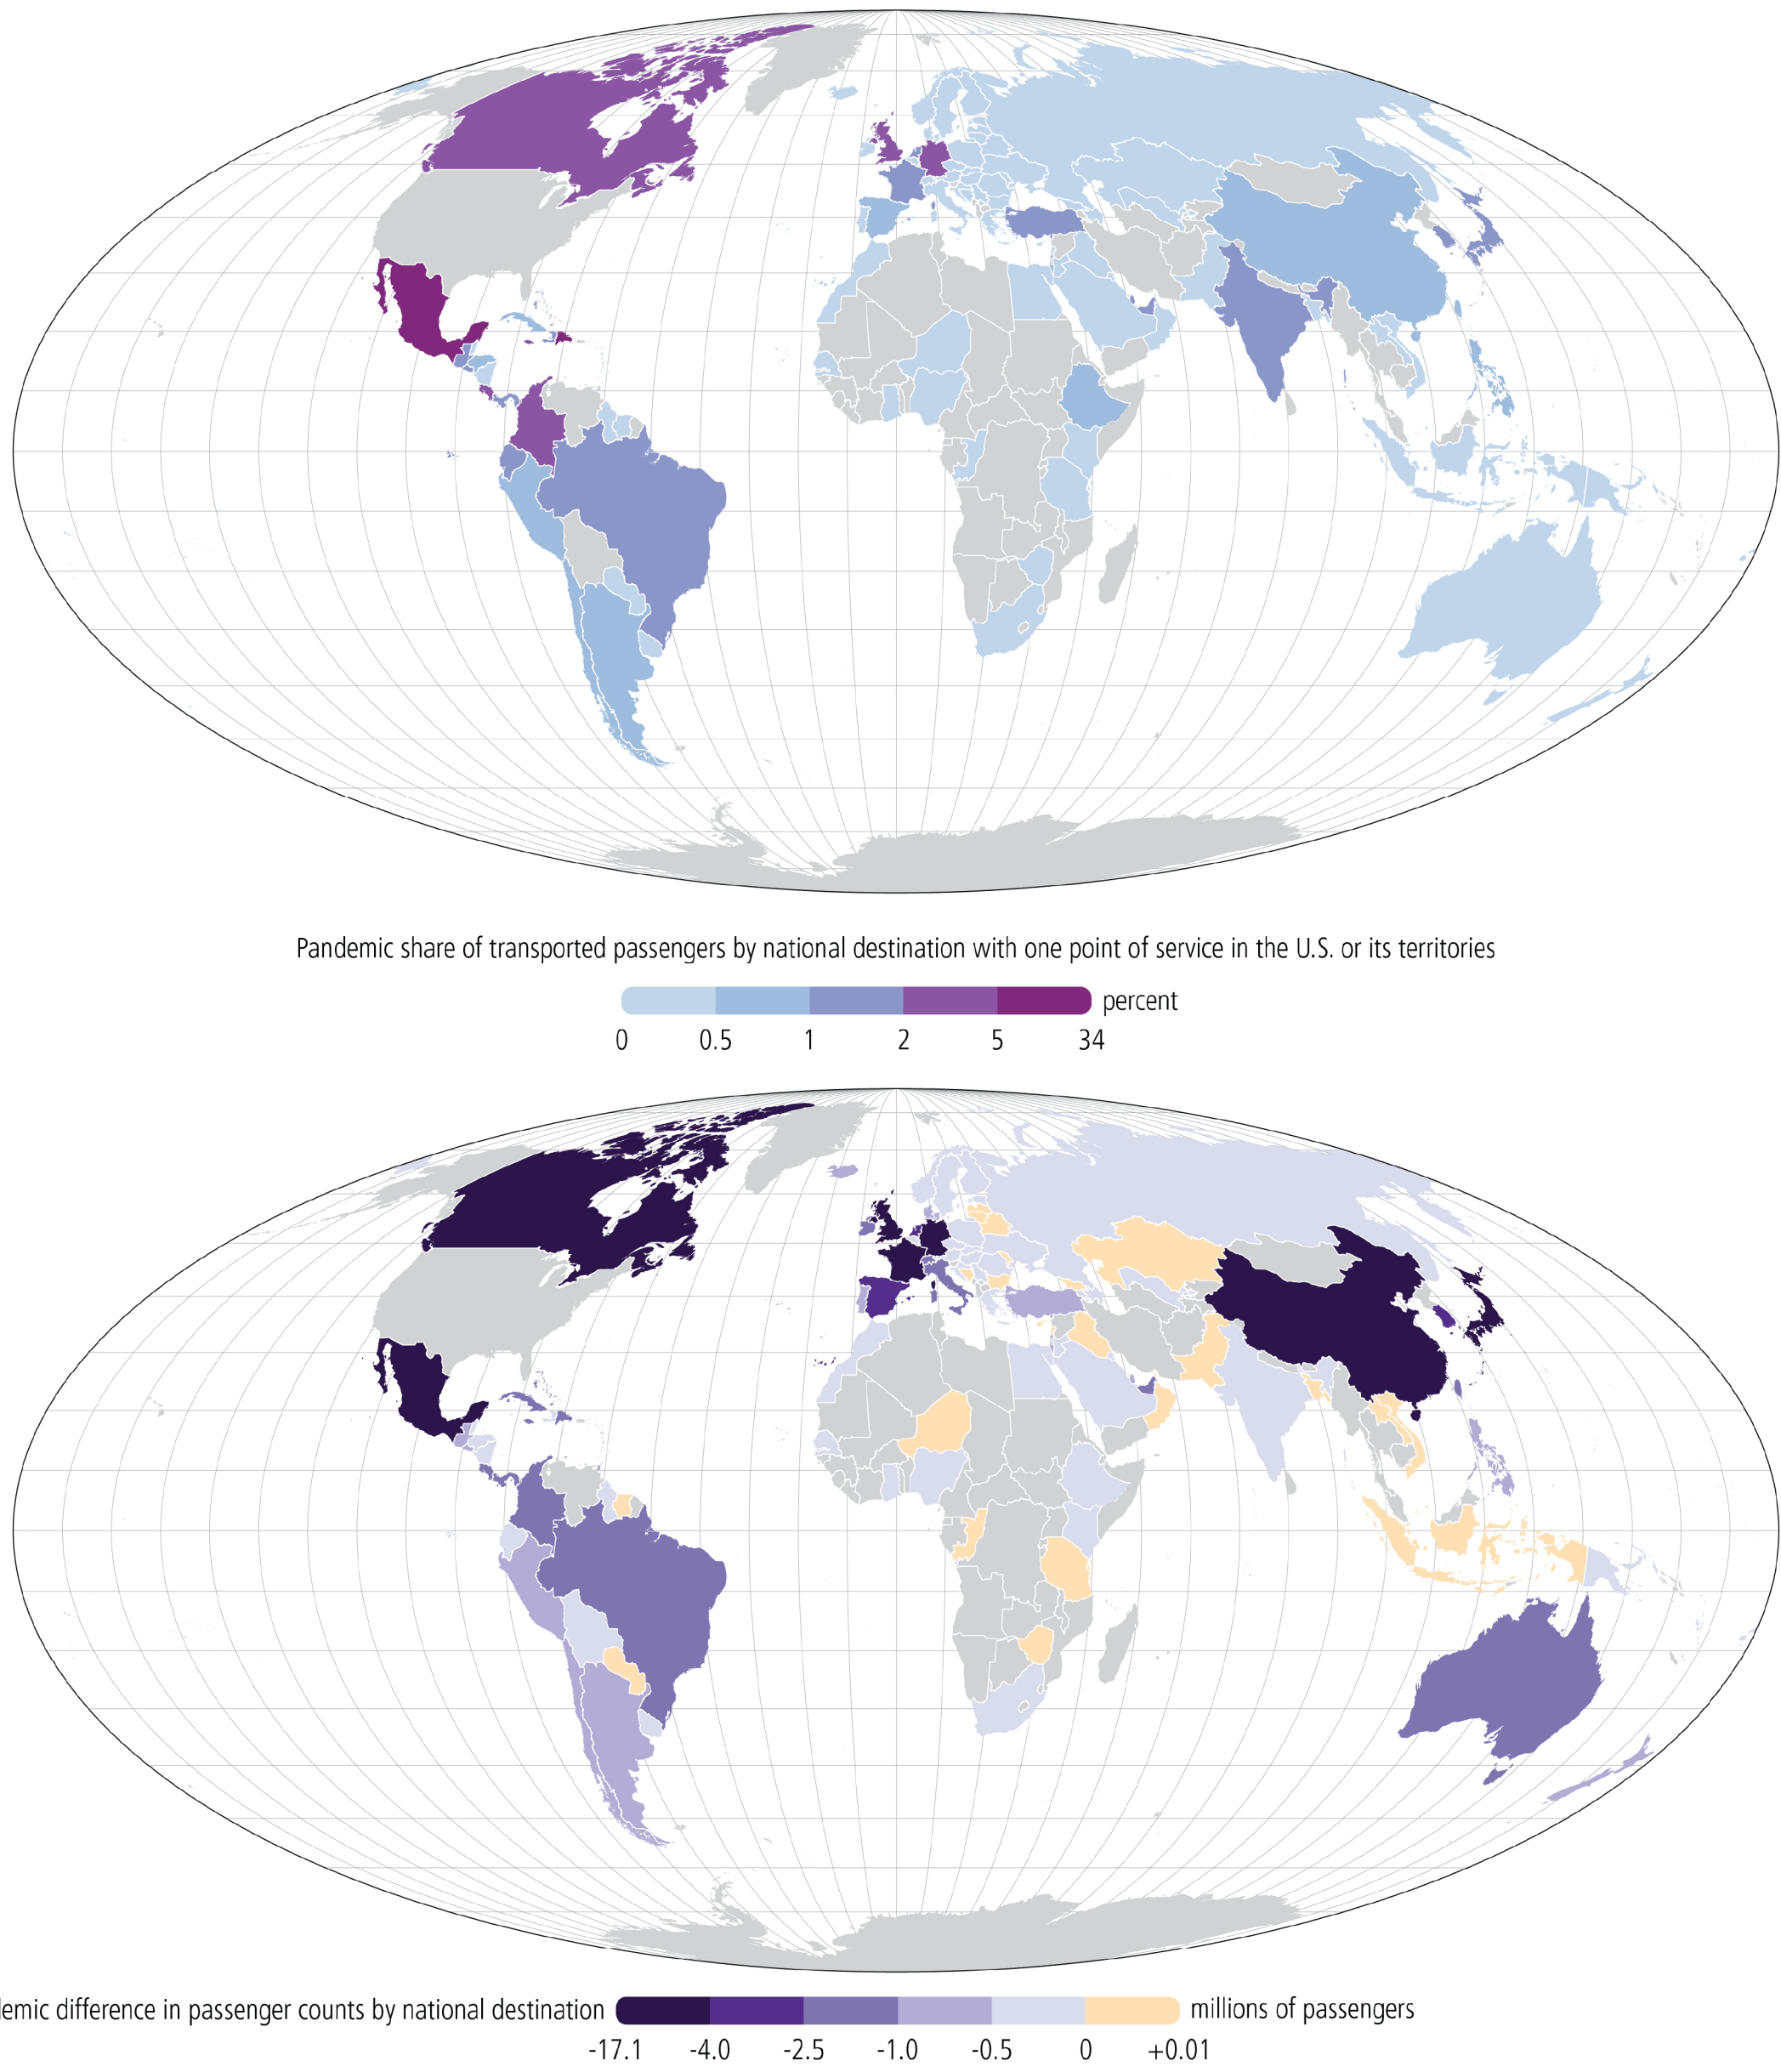 Pandemic share of transported passengers by national destination with one point of service in the U.S. or its territories
percent
0 0.5 1 2 5 34
difference in passenger counts by national destination
millions of passengers
-17.1 -4.0 -2.5 -1.0 -0.5 0 +0.01